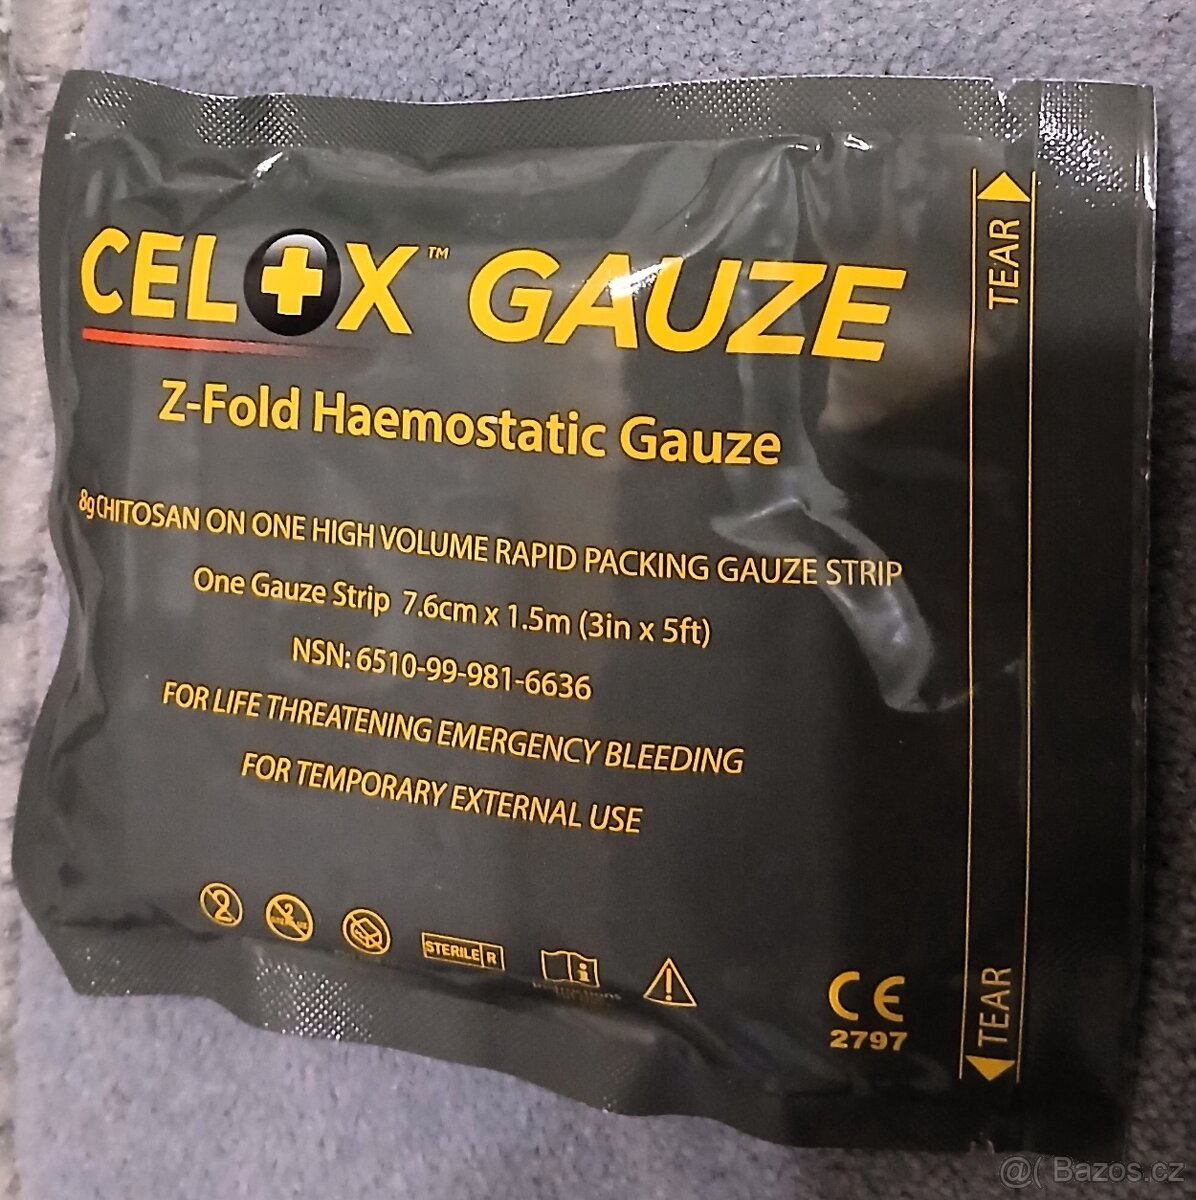 CELOX™ GAUZE
Z-Fold Haemostatic Gauze
8g CHITOSAN ON ONE HIGH VOLUME RAPID PACKING GAUZE STRIP
One Gauze Strip 7.6cm x 1.5m (3in x 5ft)
NSN: 6510-99-981-6636
FOR LIFE THREATENING EMERGENCY BLEEDING
FOR TEMPORARY EXTERNAL USE
2
STERILE R
i
!
CE
2797
TEAR
TEAR
@( Bazos.cz